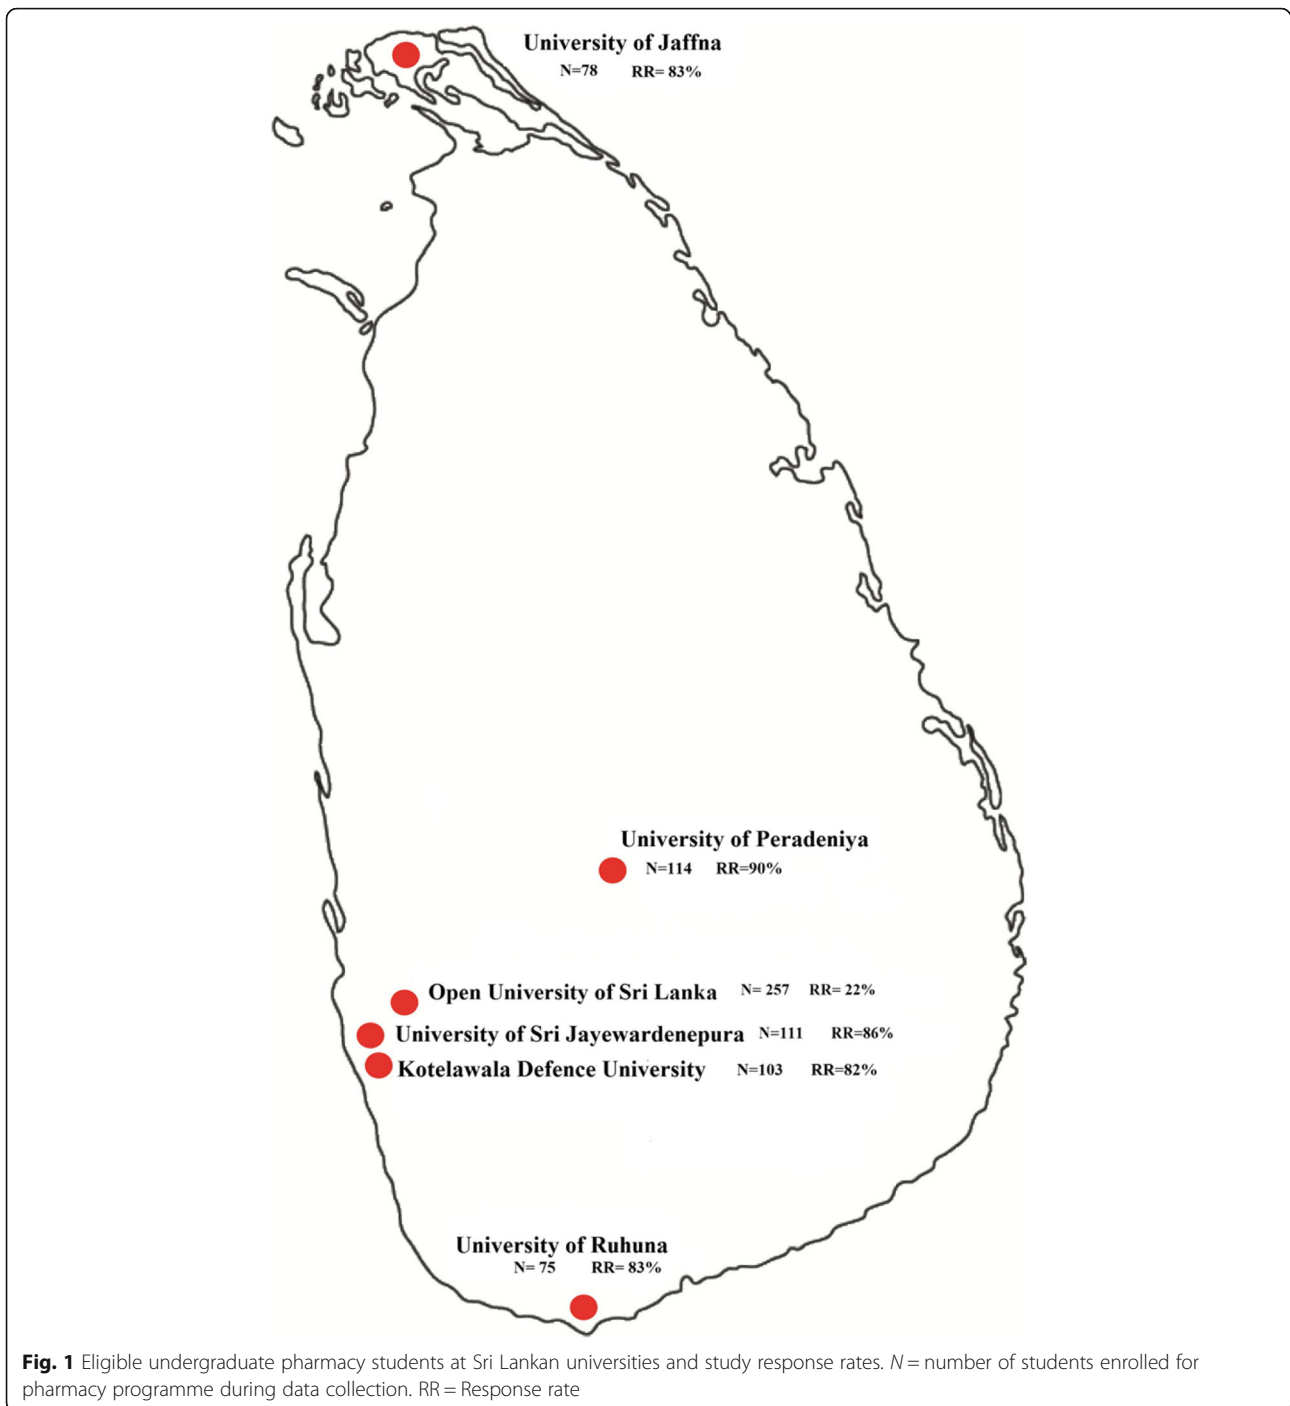 University of Jaffna
N=78 RR= 83%
University of Peradeniya
N=114 RR=90%
Open University of Sri Lanka N= 257 RR= 22%
University of Sri Jayewardenepura N=111 RR=86%
Kotelawala Defence University N=103 RR=82%
University of Ruhuna
N= 75 RR= 83%
Fig. 1 Eligible undergraduate pharmacy students at Sri Lankan universities and study response rates. N = number of students enrolled for
pharmacy programme during data collection. RR = Response rate